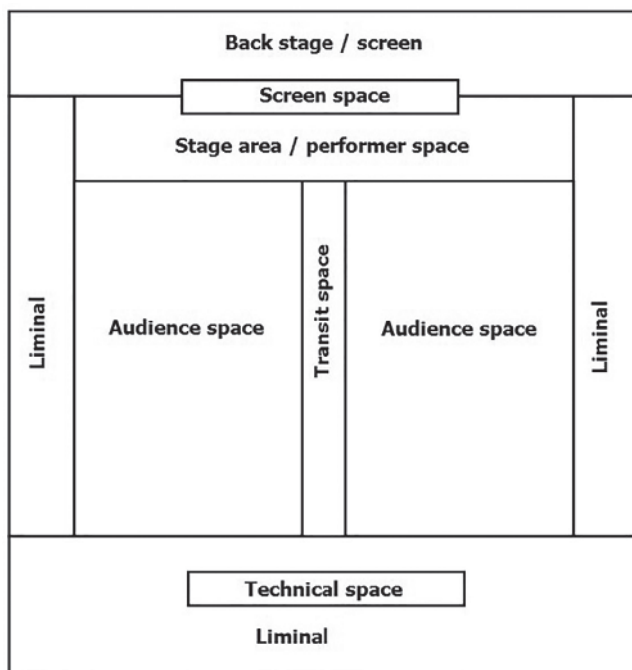 Back stage / screen
Screen space
Stage area / performer space
Liminal
Audience space
Transit space
Audience space
Liminal
Technical space
Liminal